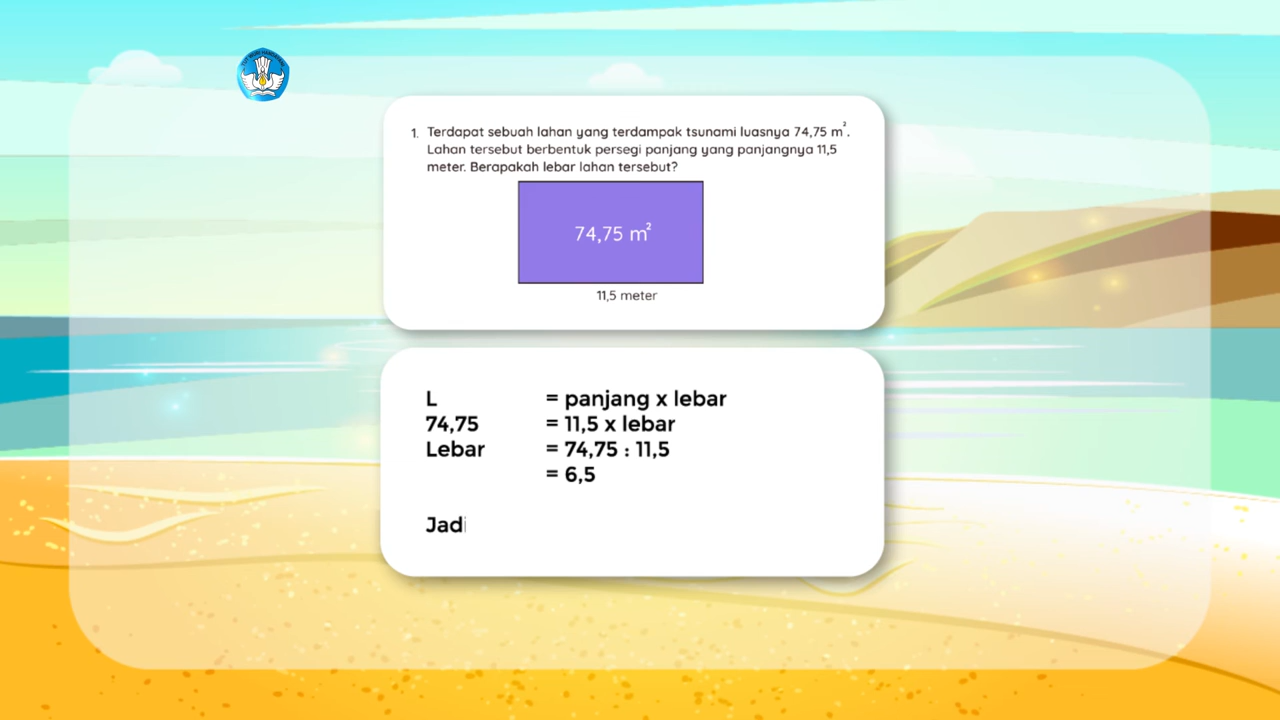 1. Terdapat sebuah lahan yang terdampak tsunami luasnya 74,75 m².
Lahan tersebut berbentuk persegi panjang yang panjangnya 11,5
meter. Berapakah lebar lahan tersebut?
74,75 m²
11,5 meter
L = panjang x lebar
74,75 = 11,5 x lebar
Lebar = 74,75 : 11,5
= 6,5
Jadi